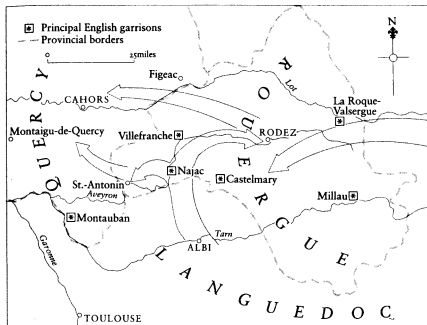 Principal English garrisons
Provincial borders
25miles
N
Figeac
Lot
CAHORS
La Roque-
Valsergue
Montaigu-de-Quercy
Villefranche
RODEZ
QUERCY
ROUERGUE
St.-Antonin
Aveyron
Najac
Castelmary
Millau
Montauban
Garonne
ALBI
Tarn
LANGUEDOC
TOULOUSE